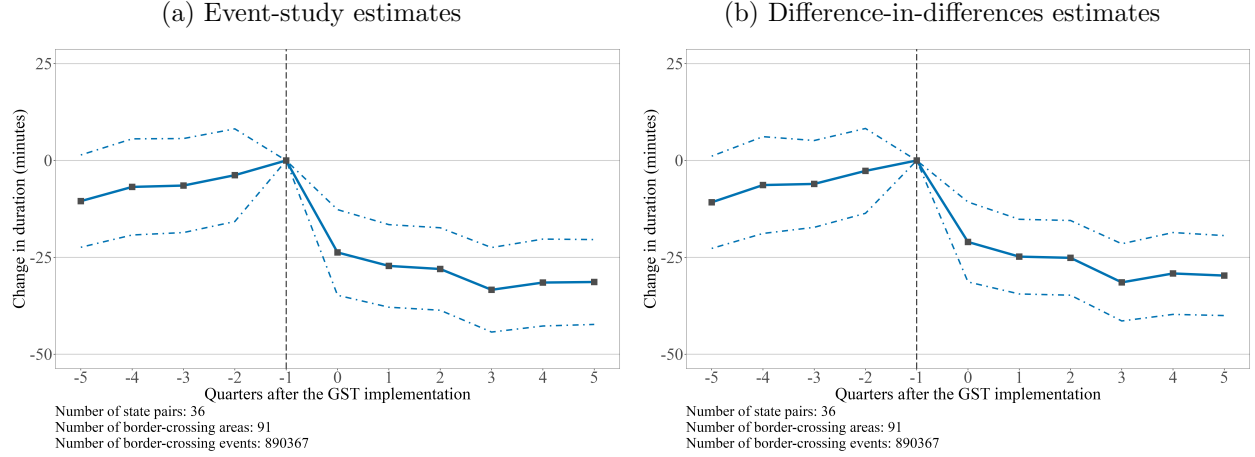 (a) Event-study estimates
25
0
-25
-50
Change in duration (minutes)
-5 -4 -3 -2 -1 0 1 2 3 4 5
Quarters after the GST implementation
Number of state pairs: 36
Number of border-crossing areas: 91
Number of border-crossing events: 890367
(b) Difference-in-differences estimates
25
0
-25
-50
Change in duration (minutes)
-5 -4 -3 -2 -1 0 1 2 3 4 5
Quarters after the GST implementation
Number of state pairs: 36
Number of border-crossing areas: 91
Number of border-crossing events: 890367